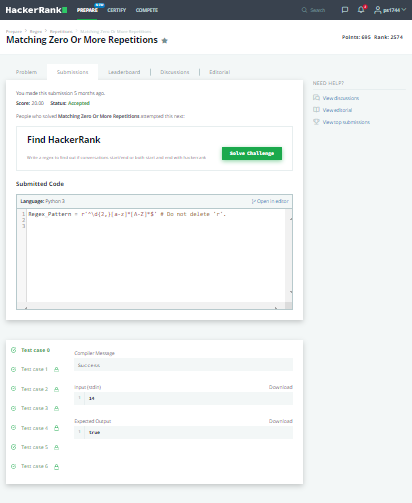 HackerRank
PREPARE
NEW
CERTIFY
COMPETE
Search
Prepare > Regex > Repetitions > Matching Zero Or More Repetitions
Matching Zero Or More Repetitions ★
Points: 695 Rank: 2574
Problem
Submissions
Leaderboard
Discussions
Editorial
You made this submission 5 months ago.
Score: 20.00 Status: Accepted
People who solved Matching Zero Or More Repetitions attempted this next:
Find HackerRank
Solve Challenge
NEED HELP?
View discussions
View editorial
View top submissions
Submitted Code
Language: Python 3
Open in editor
1 Regex_Pattern = r'^\d{2,}[a-z]*[A-Z]*$' # Do not delete 'r'.
2
3
Test case 0
Test case 1
Test case 2
Test case 3
Test case 4
Test case 5
Test case 6
Compiler Message
Success
Input (stdin)
Download
1 14
Expected Output
Download
1 true